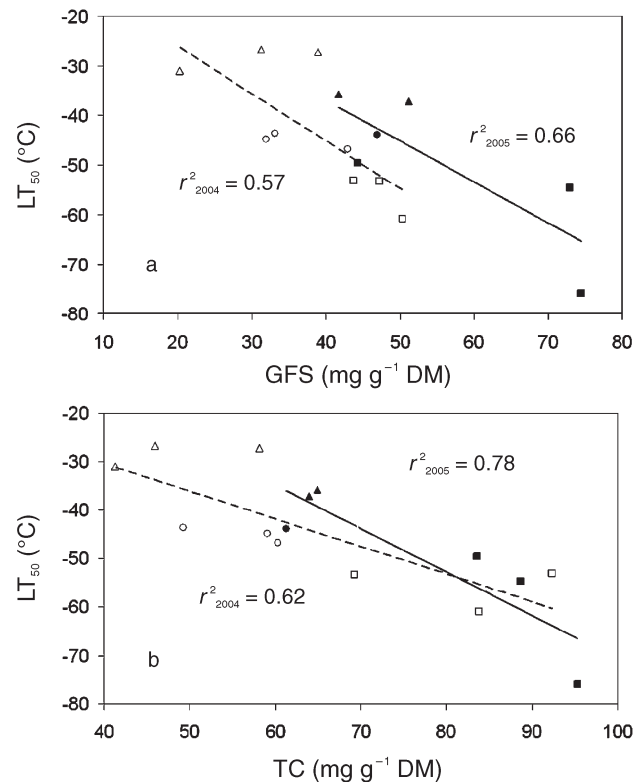 -20
-30
-40
-50
-60
-70
-80
LT50 (°C)
r²2005 = 0.66
r²2004 = 0.57
a
10 20 30 40 50 60 70 80
GFS (mg g⁻¹ DM)
-20
-30
-40
-50
-60
-70
-80
LT50 (°C)
r²2005 = 0.78
r²2004 = 0.62
b
40 50 60 70 80 90 100
TC (mg g⁻¹ DM)